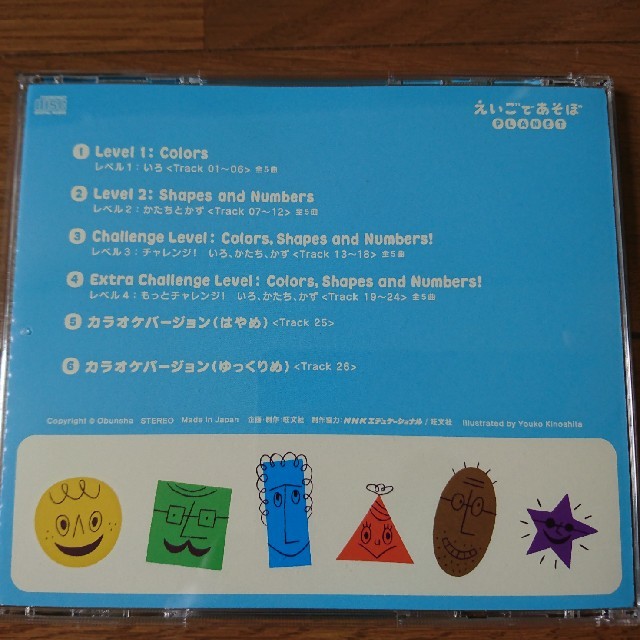 えいごであそぼ
PLANET
1 Level 1: Colors
レベル1:いろ <Track 01~06> 全5曲
2 Level 2: Shapes and Numbers
レベル2:かたちとかず <Track 07~12> 全5曲
3 Challenge Level: Colors, Shapes and Numbers!
レベル3:チャレンジ! いろ、かたち、かず <Track 13~18> 全5曲
4 Extra Challenge Level: Colors, Shapes and Numbers!
レベル4:もっとチャレンジ! いろ、かたち、かず <Track 19~24> 全5曲
5 カラオケバージョン(はやめ) <Track 25>
6 カラオケバージョン(ゆっくりめ) <Track 26>
Copyright © Obunsha STEREO Made in Japan 企画・制作:旺文社 制作協力:NHKエデュケーショナル / 旺文社 Illustrated by Youko Kinoshita